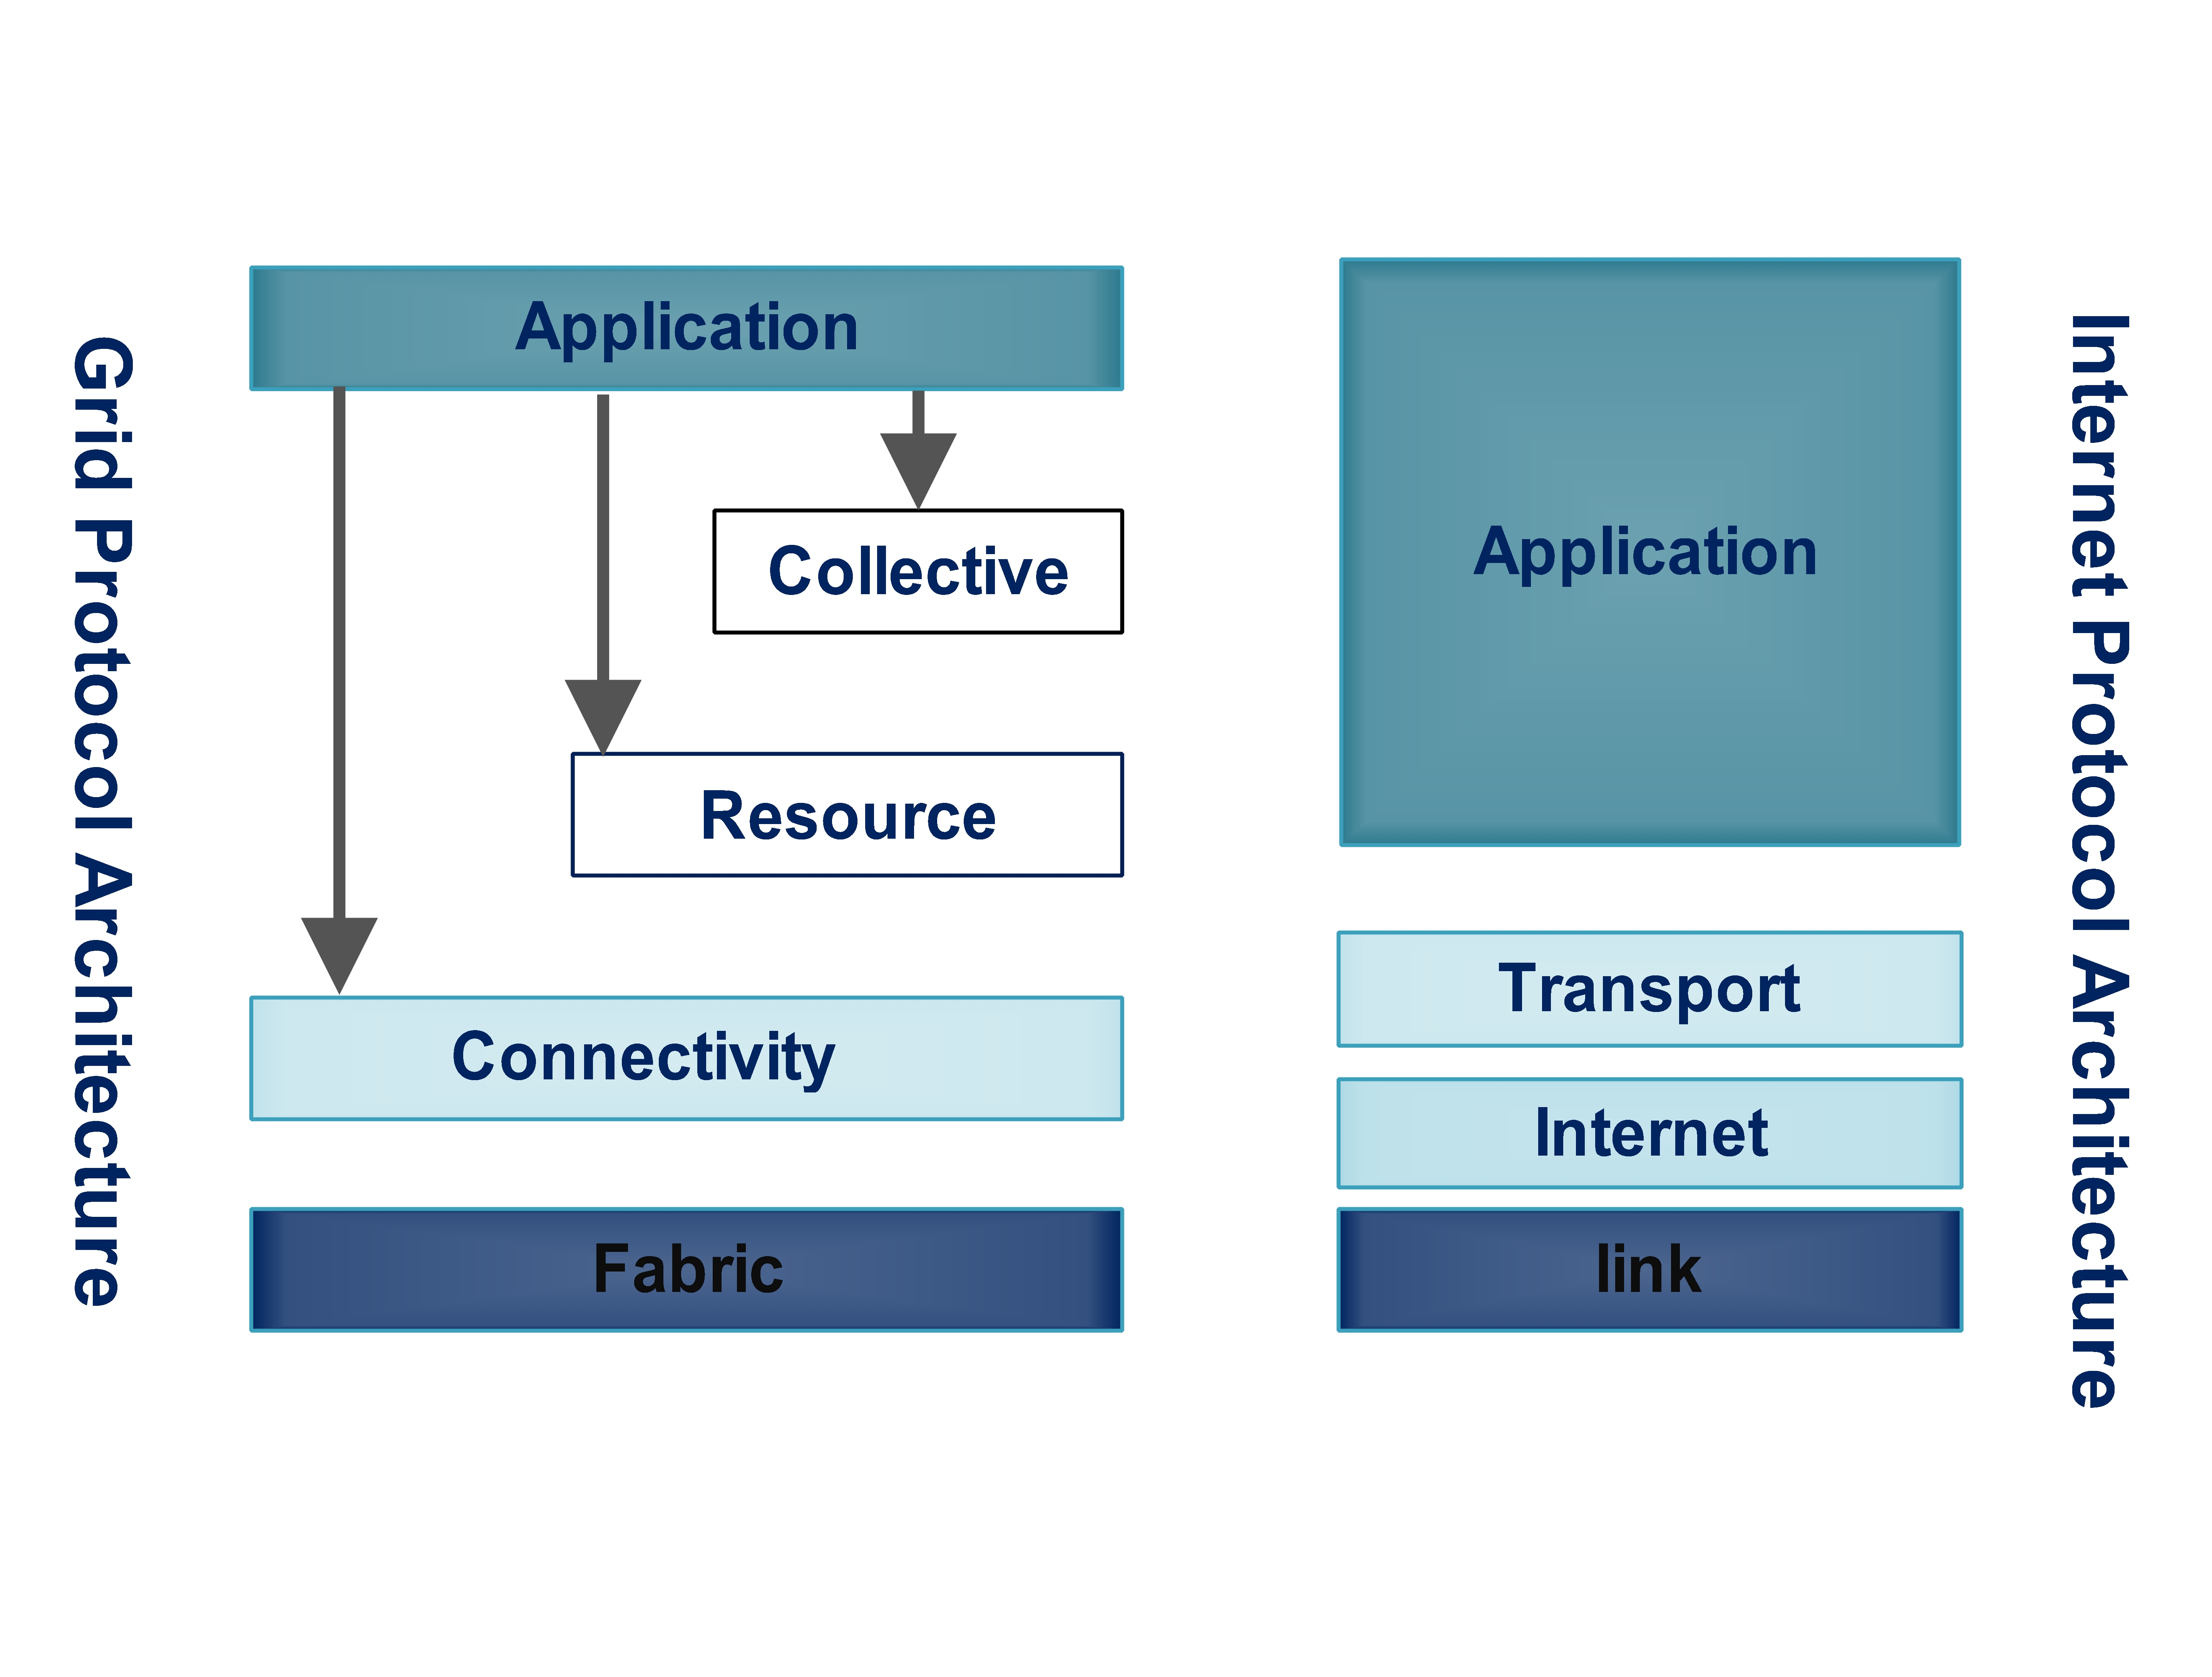 Grid Protocol Architecture
Application
Collective
Resource
Connectivity
Fabric
Application
Transport
Internet
link
Internet Protocol Architecture